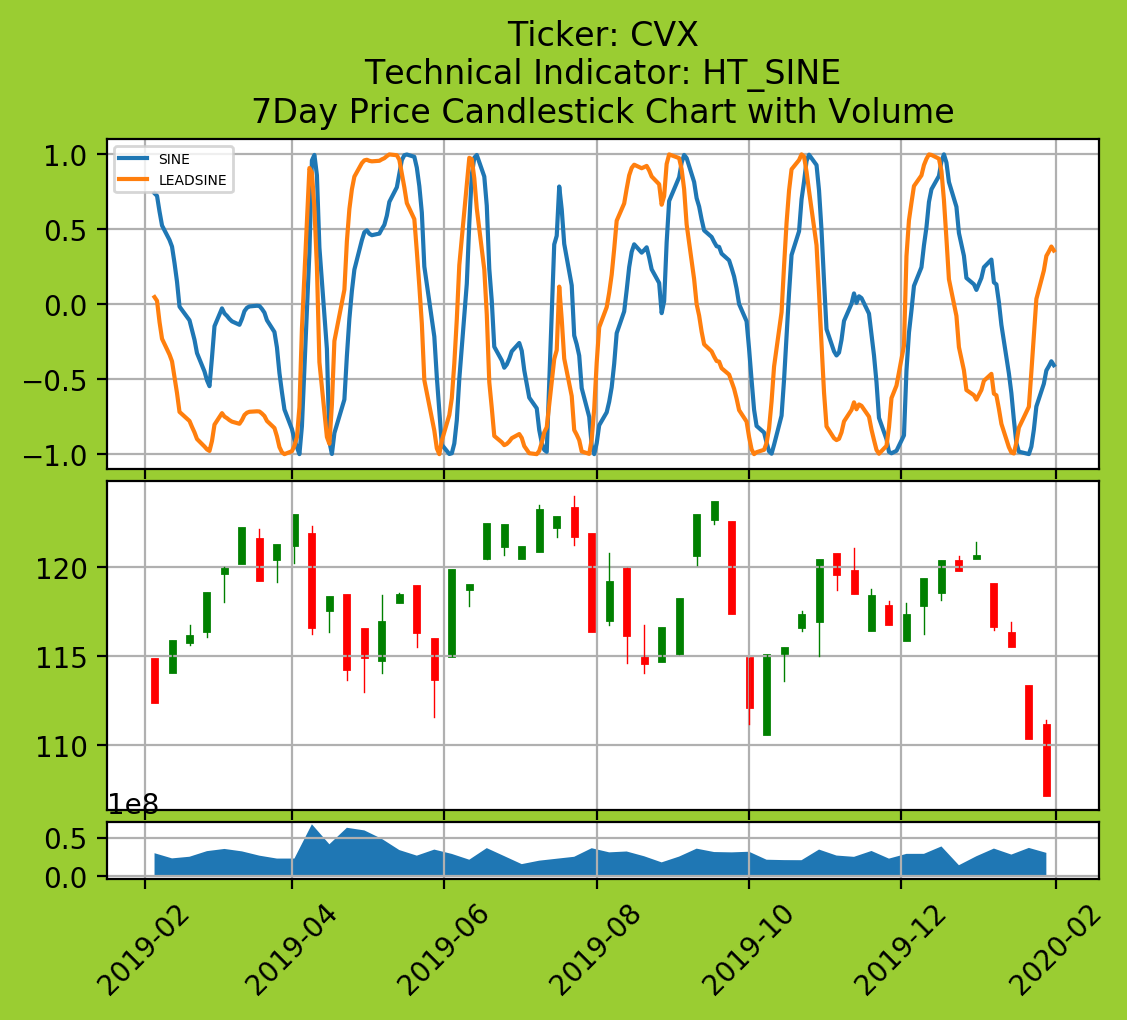 Ticker: CVX
Technical Indicator: HT_SINE
7Day Price Candlestick Chart with Volume
SINE
LEADSINE
1.0
0.5
0.0
−0.5
−1.0
120
115
110
1e8
0.5
0.0
2019-02
2019-04
2019-06
2019-08
2019-10
2019-12
2020-02